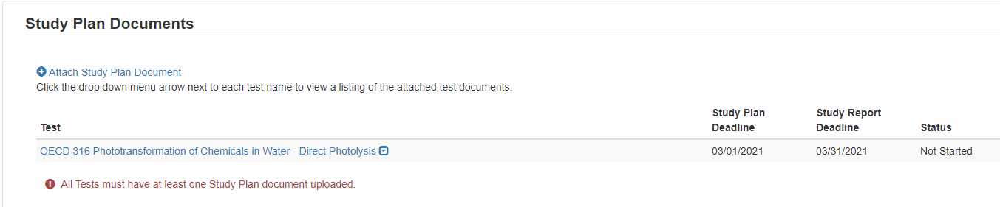 Study Plan Documents
Attach Study Plan Document
Click the drop down menu arrow next to each test name to view a listing of the attached test documents.
Test
Study Plan Deadline
Study Report Deadline
Status
OECD 316 Phototransformation of Chemicals in Water - Direct Photolysis
03/01/2021
03/31/2021
Not Started
All Tests must have at least one Study Plan document uploaded.